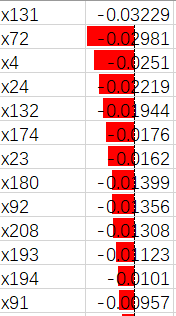 x131 -0.03229
x72 -0.02981
x4 -0.0251
x24 -0.02219
x132 -0.01944
x174 -0.0176
x23 -0.0162
x180 -0.01399
x92 -0.01356
x208 -0.01308
x193 -0.01123
x194 -0.0101
x91 -0.00957